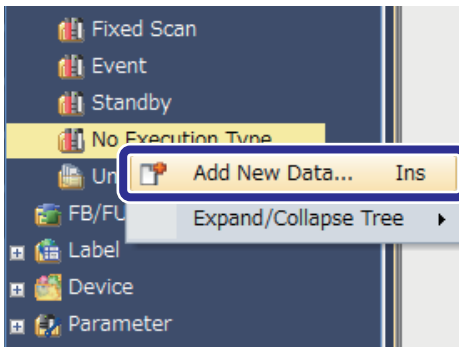 Fixed Scan
Event
Standby
No Execution Type
Un
Add New Data... Ins
FB/FU
Expand/Collapse Tree
Label
Device
Parameter